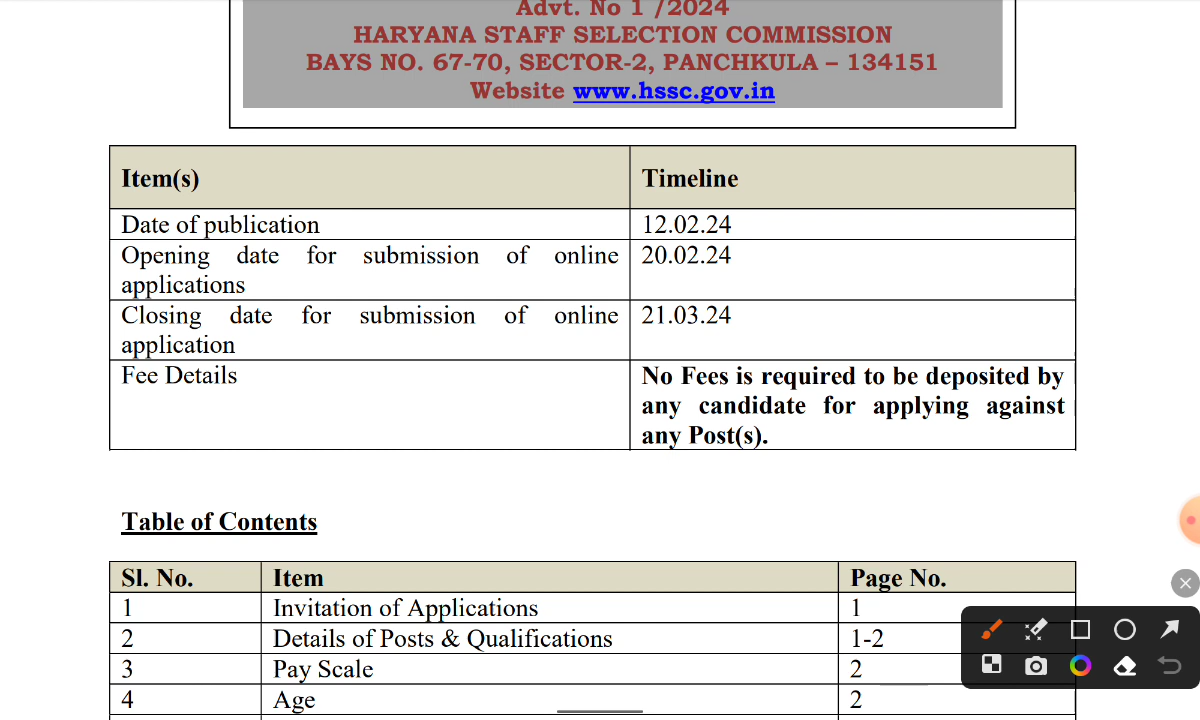 Advt. No 1 /2024
HARYANA STAFF SELECTION COMMISSION
BAYS NO. 67-70, SECTOR-2, PANCHKULA – 134151
Website www.hssc.gov.in
Item(s) Timeline
Date of publication 12.02.24
Opening date for submission of online 20.02.24
applications
Closing date for submission of online 21.03.24
application
Fee Details No Fees is required to be deposited by
any candidate for applying against
any Post(s).
Table of Contents
Sl. No. Item Page No.
1 Invitation of Applications 1
2 Details of Posts & Qualifications 1-2
3 Pay Scale 2
4 Age 2